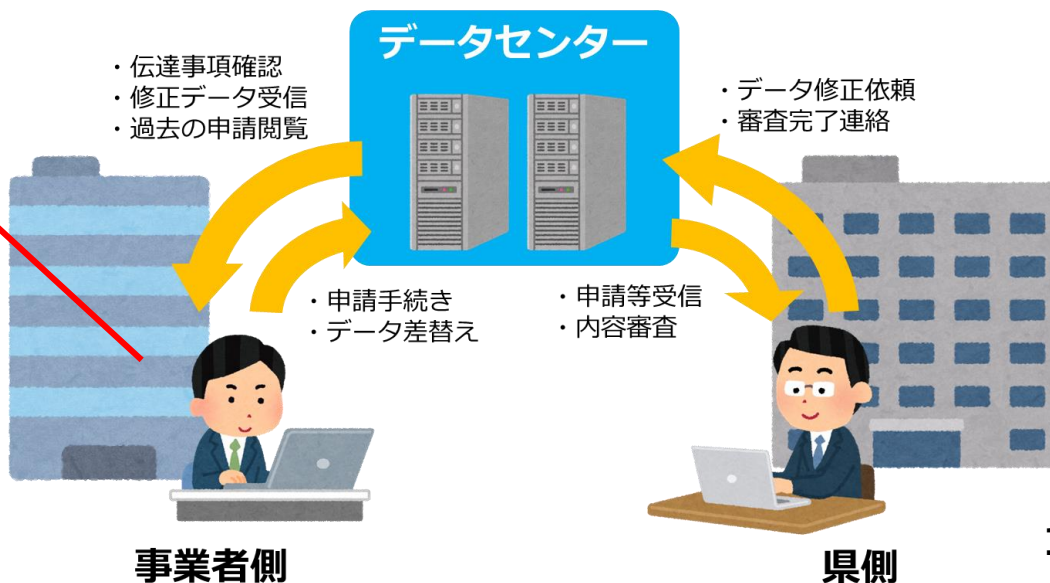 データセンター
・伝達事項確認
・修正データ受信
・過去の申請閲覧
・データ修正依頼
・審査完了連絡
・申請手続き
・データ差替え
・申請等受信
・内容審査
事業者側
県側